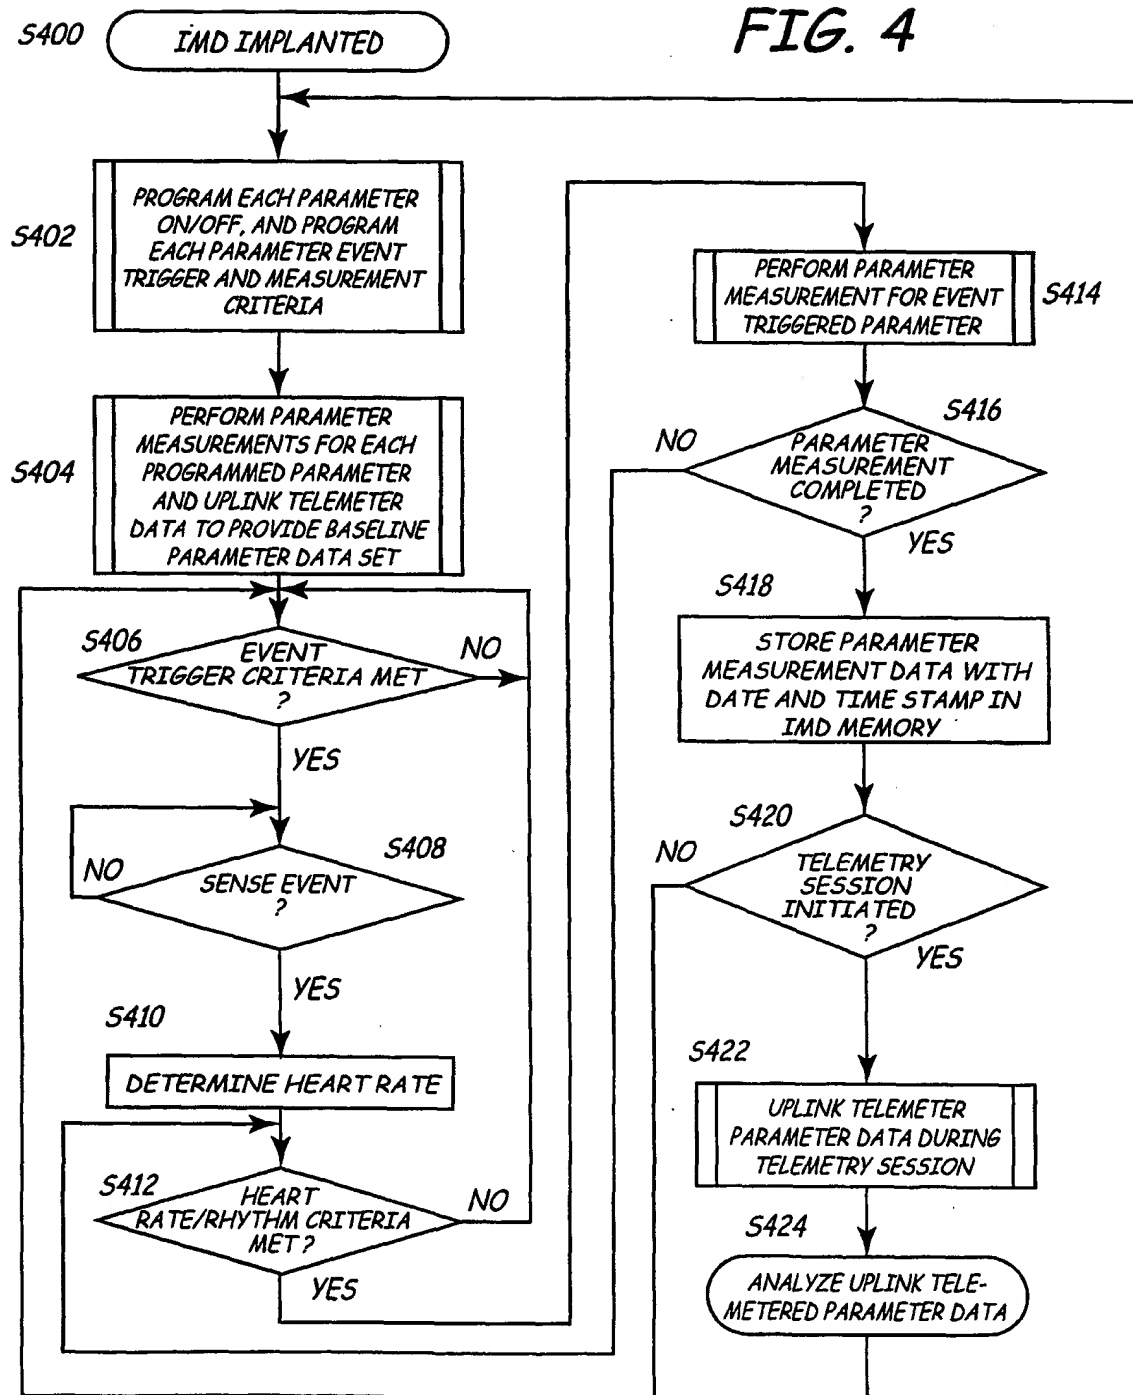 FIG. 4
S400
IMD IMPLANTED
S402
PROGRAM EACH PARAMETER
ON/OFF, AND PROGRAM
EACH PARAMETER EVENT
TRIGGER AND MEASUREMENT
CRITERIA
S404
PERFORM PARAMETER
MEASUREMENTS FOR EACH
PROGRAMMED PARAMETER
AND UPLINK TELEMETER
DATA TO PROVIDE BASELINE
PARAMETER DATA SET
S406
EVENT
TRIGGER CRITERIA MET
?
NO
YES
S408
SENSE EVENT
?
NO
YES
S410
DETERMINE HEART RATE
S412
HEART
RATE/RHYTHM CRITERIA
MET?
NO
YES
PERFORM PARAMETER
MEASUREMENT FOR EVENT
TRIGGERED PARAMETER
S414
S416
PARAMETER
MEASUREMENT
COMPLETED
?
NO
YES
S418
STORE PARAMETER
MEASUREMENT DATA WITH
DATE AND TIME STAMP IN
IMD MEMORY
S420
TELEMETRY
SESSION
INITIATED
?
NO
YES
S422
UPLINK TELEMETER
PARAMETER DATA DURING
TELEMETRY SESSION
S424
ANALYZE UPLINK TELE-
METERED PARAMETER DATA